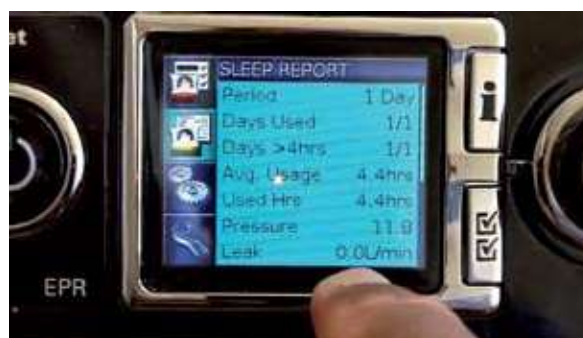 SLEEP REPORT
Period 1 Day
Days Used 1/1
Days >4hrs 1/1
Avg. Usage 4.4hrs
Used Hrs 4.4hrs
Pressure 11.8
Leak 0.0L/min
i
EPR